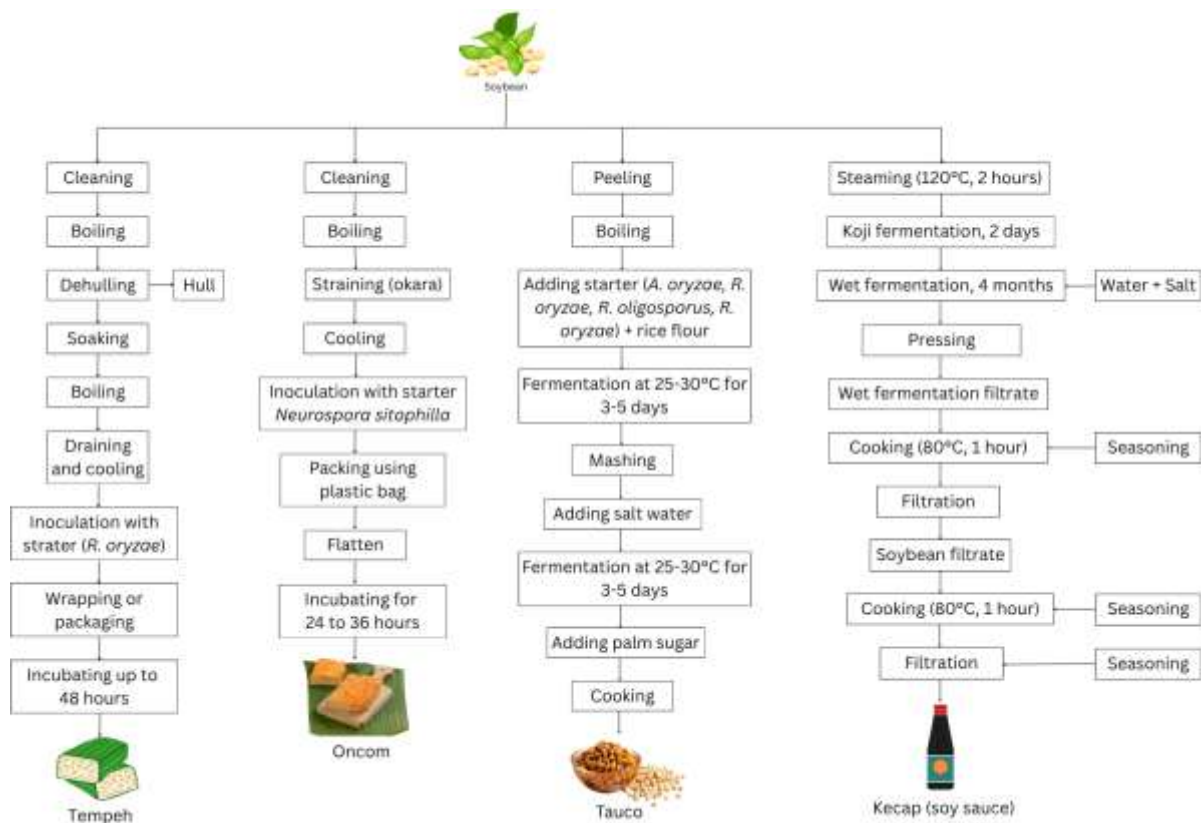 Soybean
Cleaning
Boiling
Dehulling
Hull
Soaking
Boiling
Draining
and cooling
Inoculation with
strater (R. oryzae)
Wrapping or
packaging
Incubating up to
48 hours
Tempeh
Cleaning
Boiling
Straining (okara)
Cooling
Inoculation with starter
Neurospora sitophilla
Packing using
plastic bag
Flatten
Incubating for
24 to 36 hours
Oncom
Peeling
Boiling
Adding starter (A. oryzae, R.
oryzae, R. oligosporus, R.
oryzae) + rice flour
Fermentation at 25-30°C for
3-5 days
Mashing
Adding salt water
Fermentation at 25-30°C for
3-5 days
Adding palm sugar
Cooking
Tauco
Steaming (120°C, 2 hours)
Koji fermentation, 2 days
Wet fermentation, 4 months
Water + Salt
Pressing
Wet fermentation filtrate
Cooking (80°C, 1 hour)
Seasoning
Filtration
Soybean filtrate
Cooking (80°C, 1 hour)
Seasoning
Filtration
Seasoning
Kecap (soy sauce)